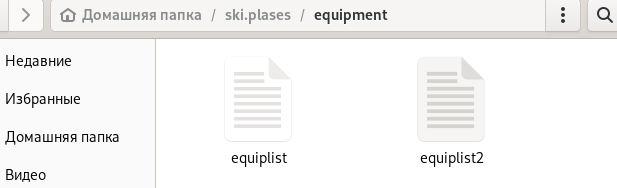 Домашняя папка / ski.plases / equipment
Недавние
Избранные
Домашняя папка
Видео
equiplist
equiplist2